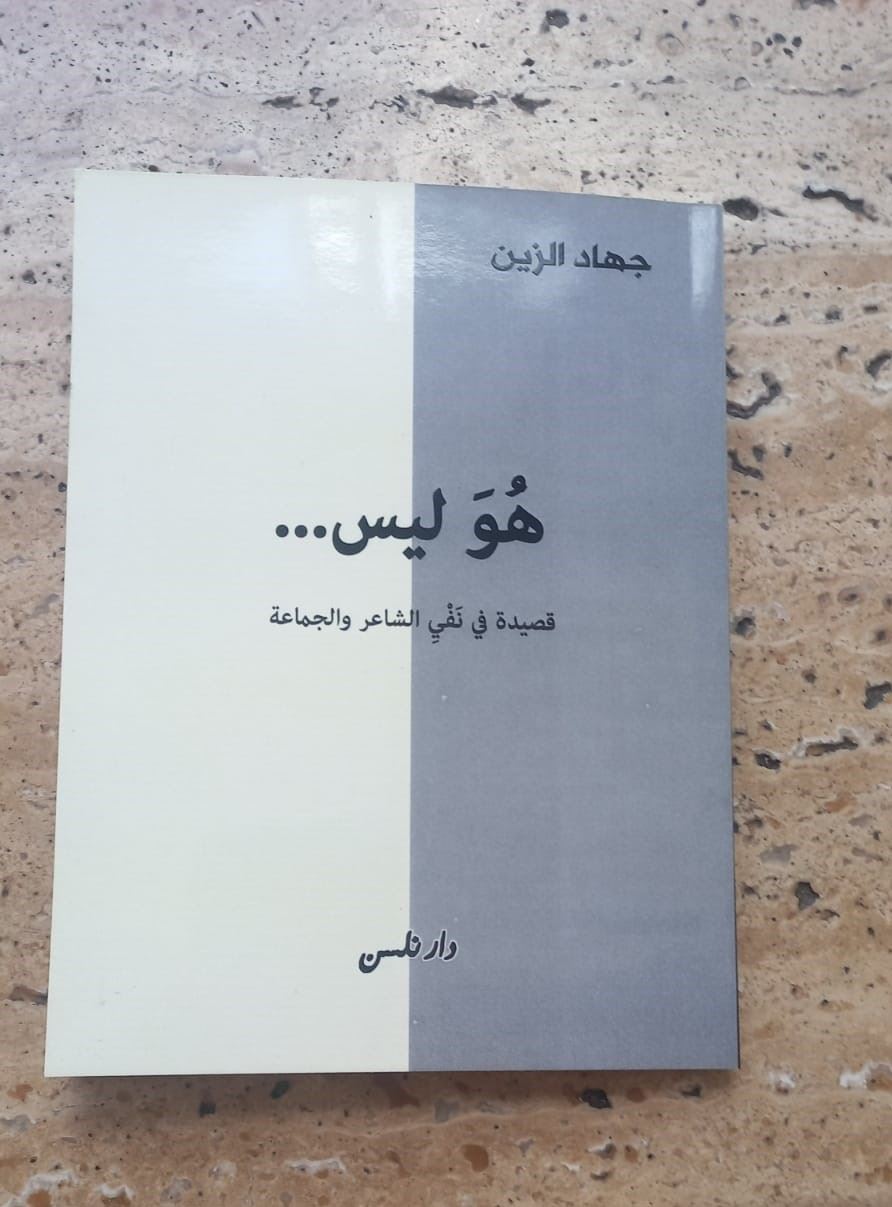 جهاد الزين
هُوَ ليس...
قصيدة في نَفْيِ الشاعر والجماعة
دار نلسن